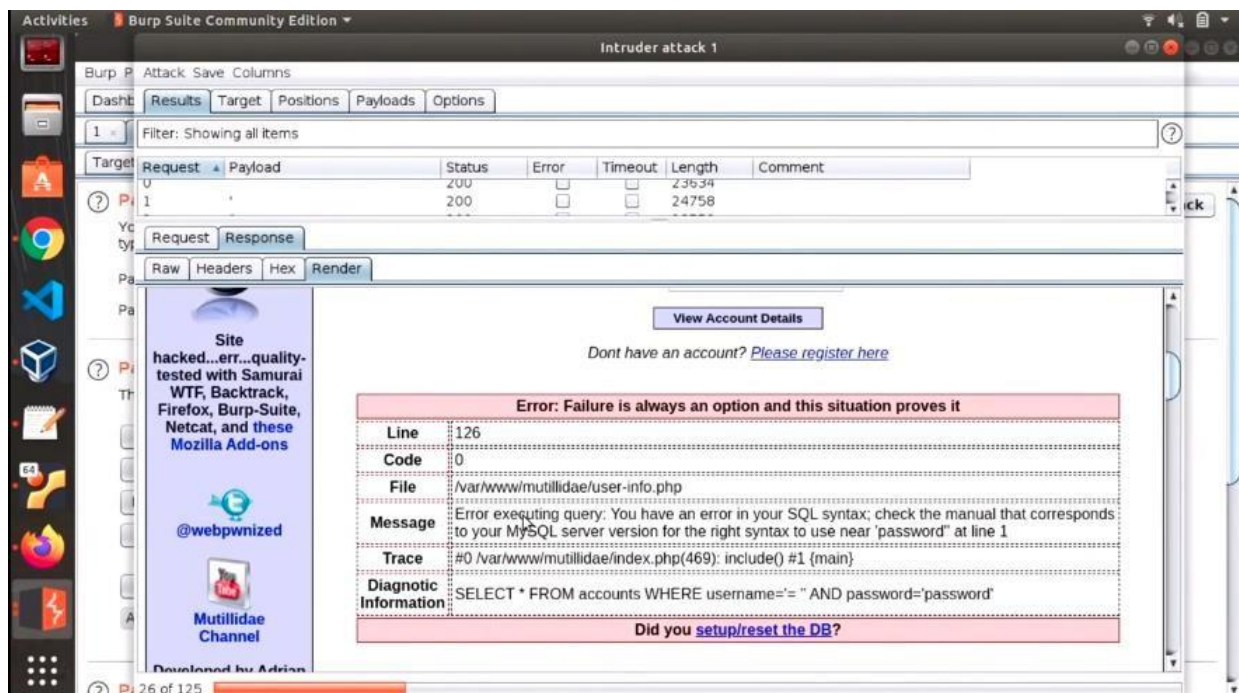 Activities Burp Suite Community Edition
Intruder attack 1
Burp P Attack Save Columns
Dashb Results Target Positions Payloads Options
1 Filter: Showing all items
Target Request Payload Status Error Timeout Length Comment
0 200 23634
1 ' 200 24758
ck
Request Response
Raw Headers Hex Render
View Account Details
Dont have an account? Please register here
Site
hacked...err...quality-
tested with Samurai
WTF, Backtrack,
Firefox, Burp-Suite,
Netcat, and these
Mozilla Add-ons
@webpwnized
Mutillidae
Channel
Developed by Adrian
Error: Failure is always an option and this situation proves it
Line 126
Code 0
File /var/www/mutillidae/user-info.php
Message Error executing query: You have an error in your SQL syntax; check the manual that corresponds
to your MySQL server version for the right syntax to use near 'password'' at line 1
Trace #0 /var/www/mutillidae/index.php(469): include() #1 {main}
Diagnostic
Information SELECT * FROM accounts WHERE username='= '' AND password='password'
Did you setup/reset the DB?
26 of 125
64